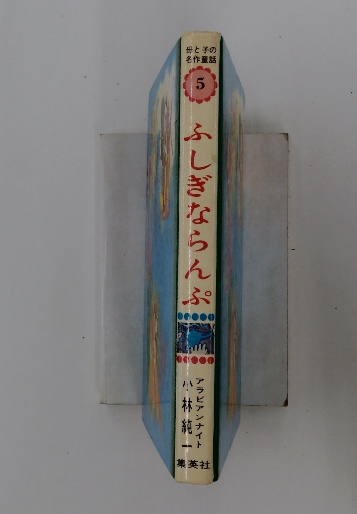 母と子の
名作童話
5
ふしぎならんぷ
アラビアンナイト
小林純一
集英社